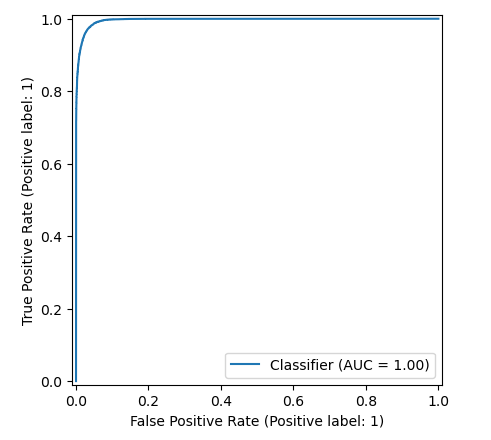 1.0
0.8
0.6
0.4
0.2
0.0
True Positive Rate (Positive label: 1)
Classifier (AUC = 1.00)
0.0 0.2 0.4 0.6 0.8 1.0
False Positive Rate (Positive label: 1)